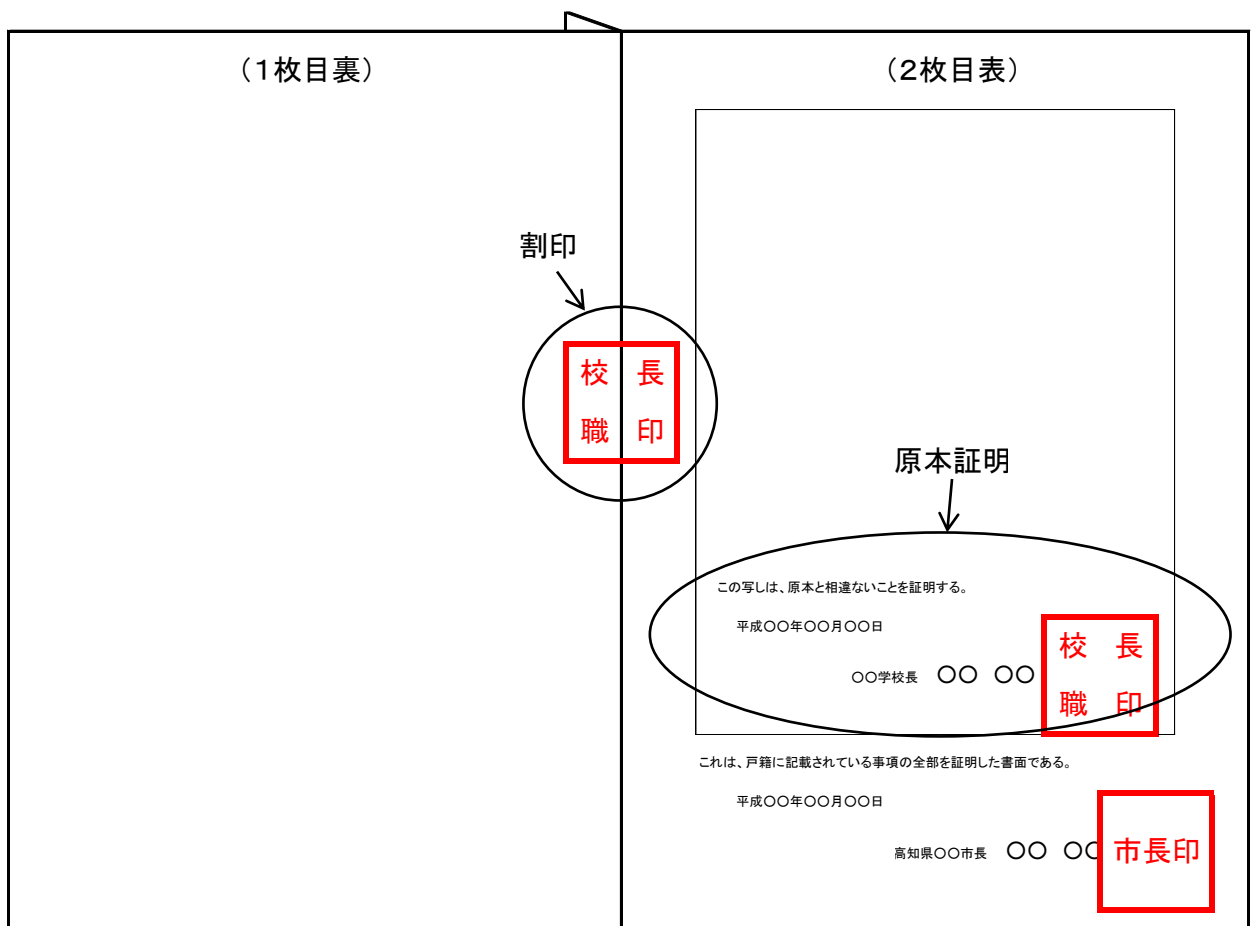 （１枚目裏）
（２枚目表）
割印
校 長
職 印
原本証明
この写しは、原本と相違ないことを証明する。
平成〇〇年〇〇月〇〇日
〇〇学校長　〇〇　〇〇
校 長
職 印
これは、戸籍に記載されている事項の全部を証明した書面である。
平成〇〇年〇〇月〇〇日
高知県〇〇市長　〇〇　〇〇
市長印